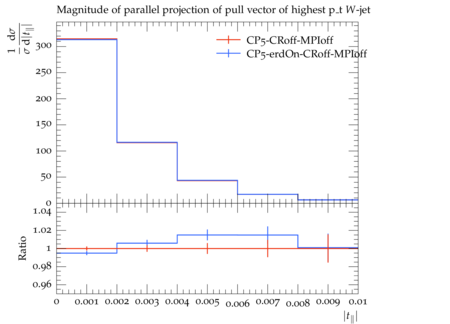 Magnitude of parallel projection of pull vector of highest p_t W-jet
1/σ dσ/d|t∥|
CP5-CRoff-MPIoff
CP5-erdOn-CRoff-MPIoff
300
250
200
150
100
50
0
Ratio
1.04
1.02
1
0.98
0.96
0 0.001 0.002 0.003 0.004 0.005 0.006 0.007 0.008 0.009 0.01
|t∥|